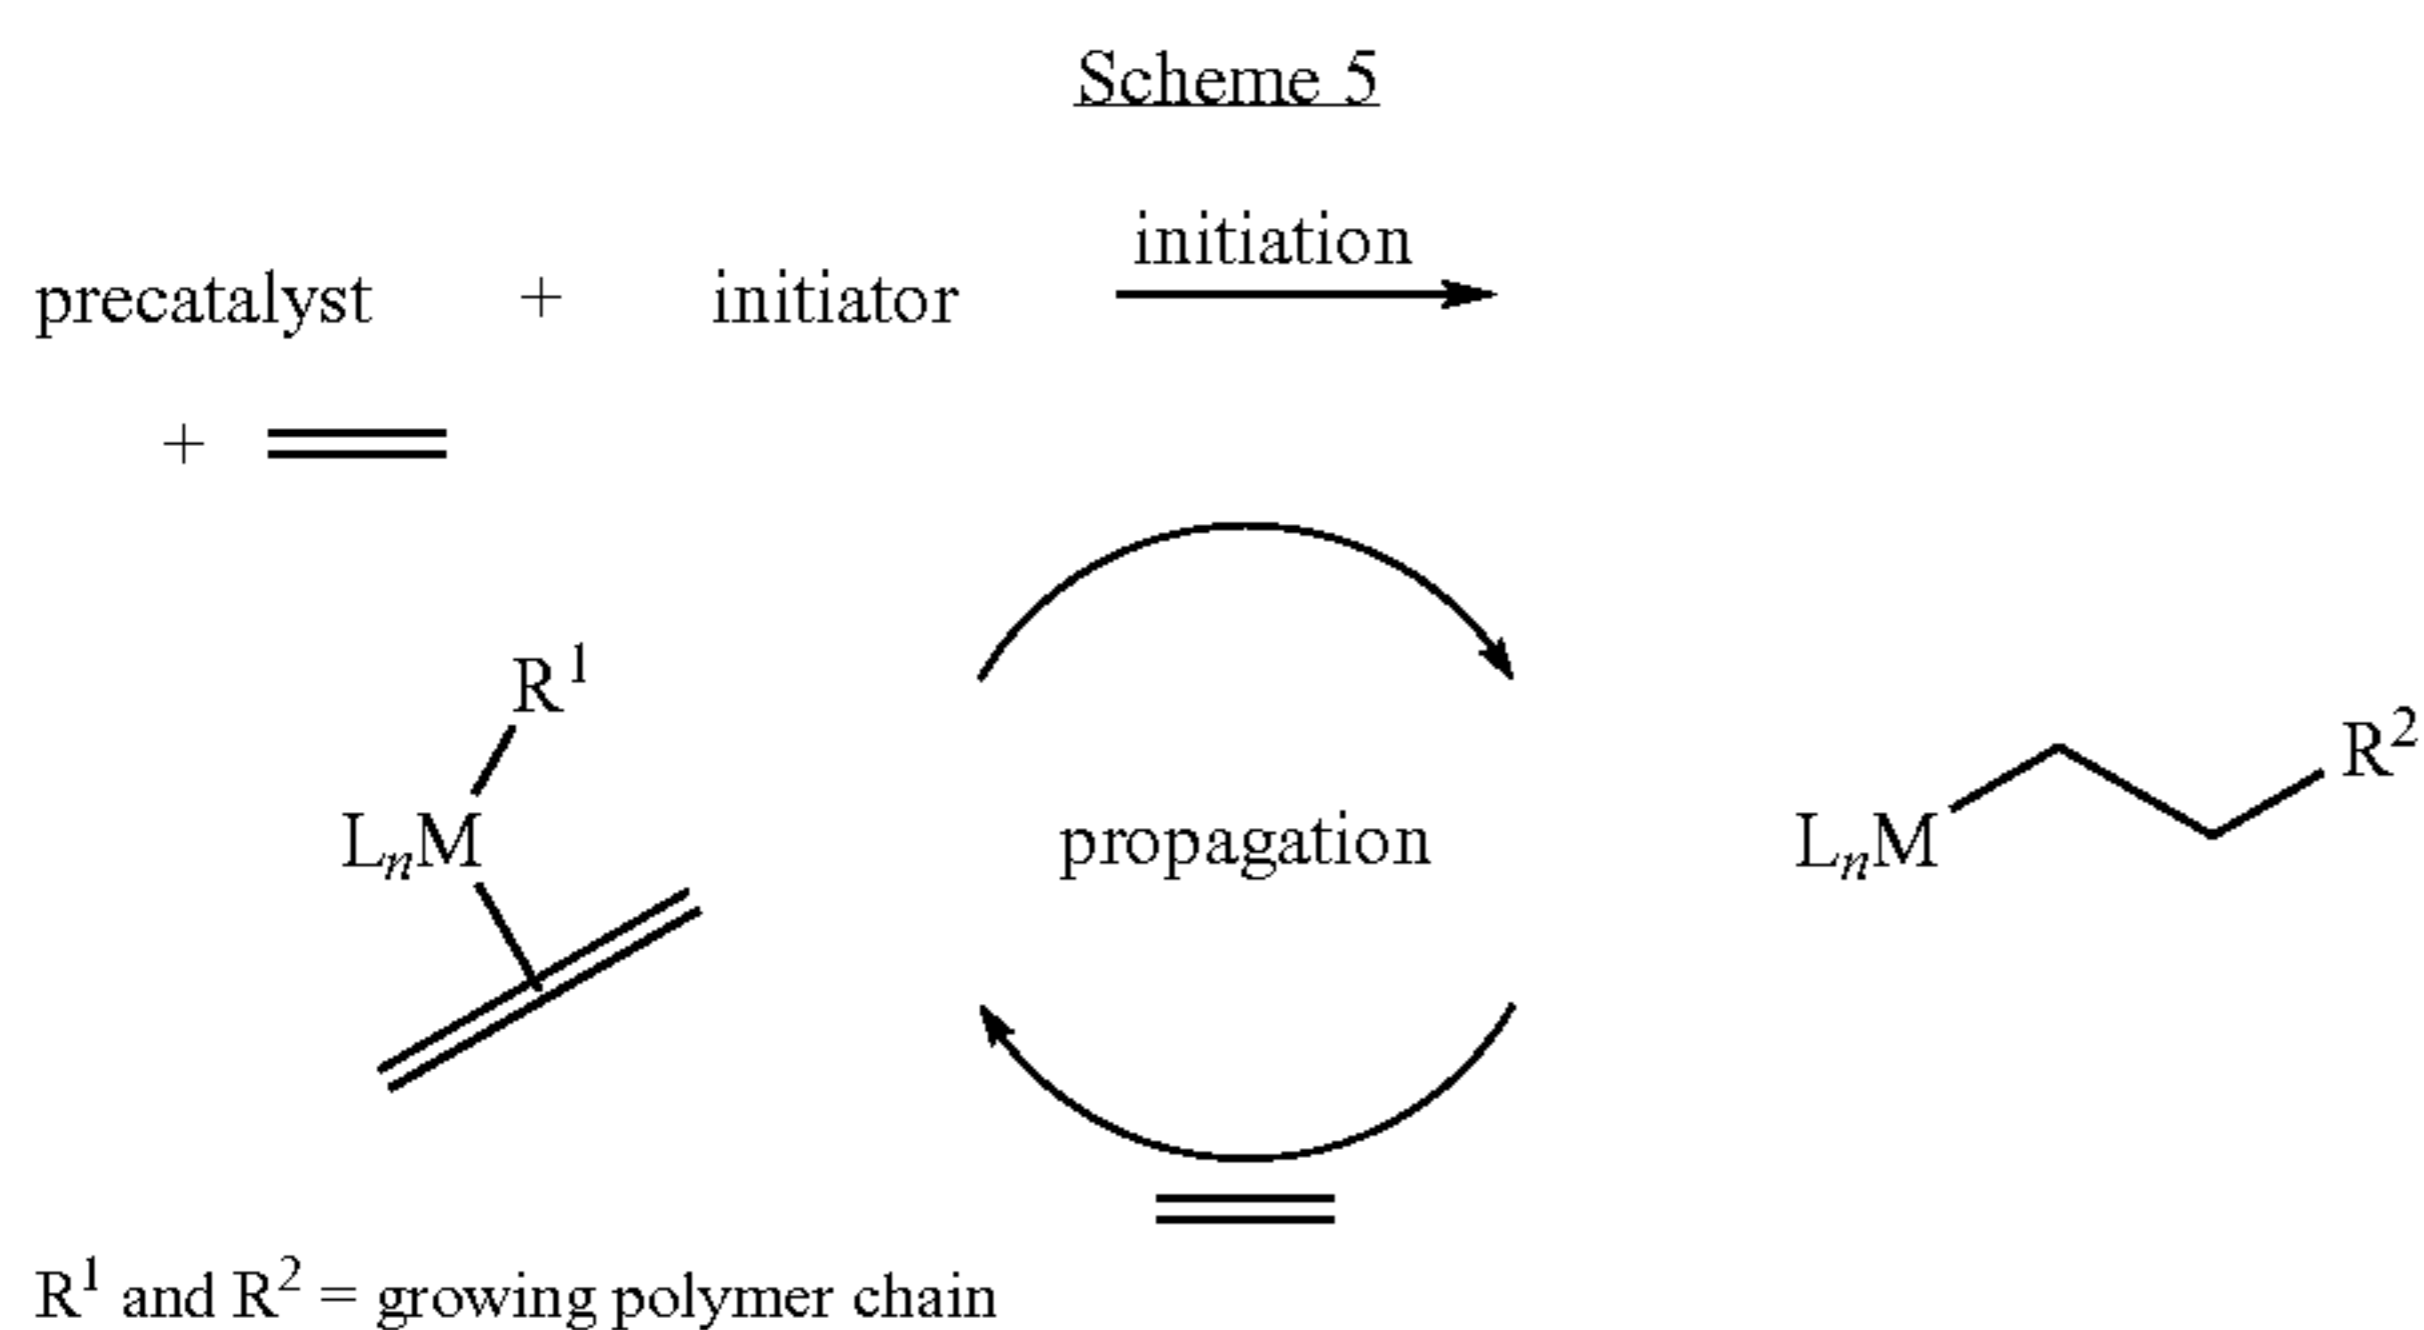 Scheme 5
initiation
precatalyst + initiator
+
R¹
LₙM
propagation
LₙM
R²
R¹ and R² = growing polymer chain